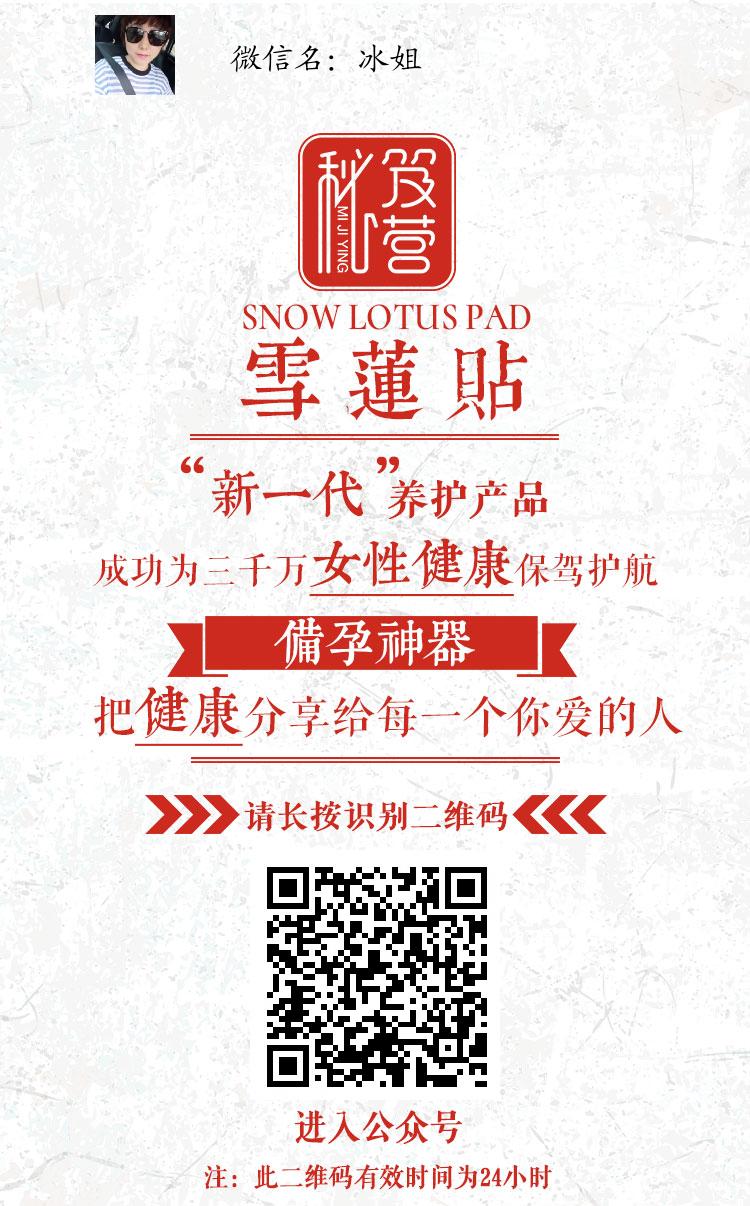 微信名：冰姐
秘笈营
MI JI YING
SNOW LOTUS PAD
雪蓮貼
“新一代”养护产品
成功为三千万女性健康保驾护航
備孕神器
把健康分享给每一个你爱的人
请长按识别二维码
进入公众号
注：此二维码有效时间为24小时